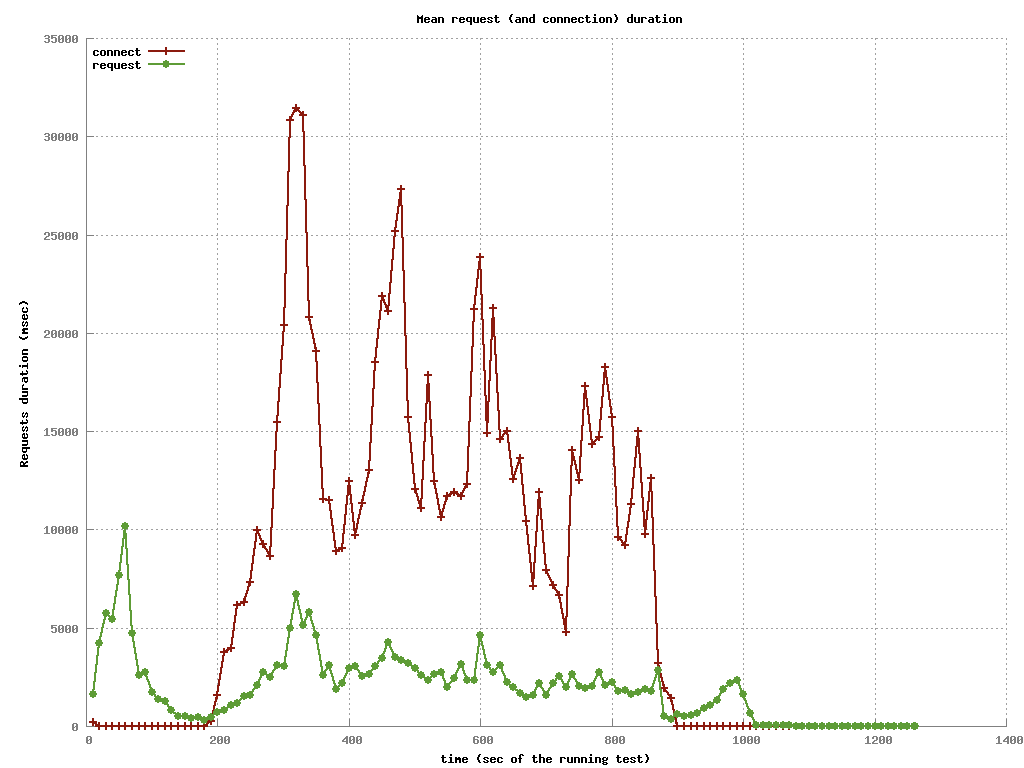 Mean request (and connection) duration
35000
connect
request
30000
25000
20000
15000
10000
5000
0
Requests duration (msec)
0 200 400 600 800 1000 1200 1400
time (sec of the running test)